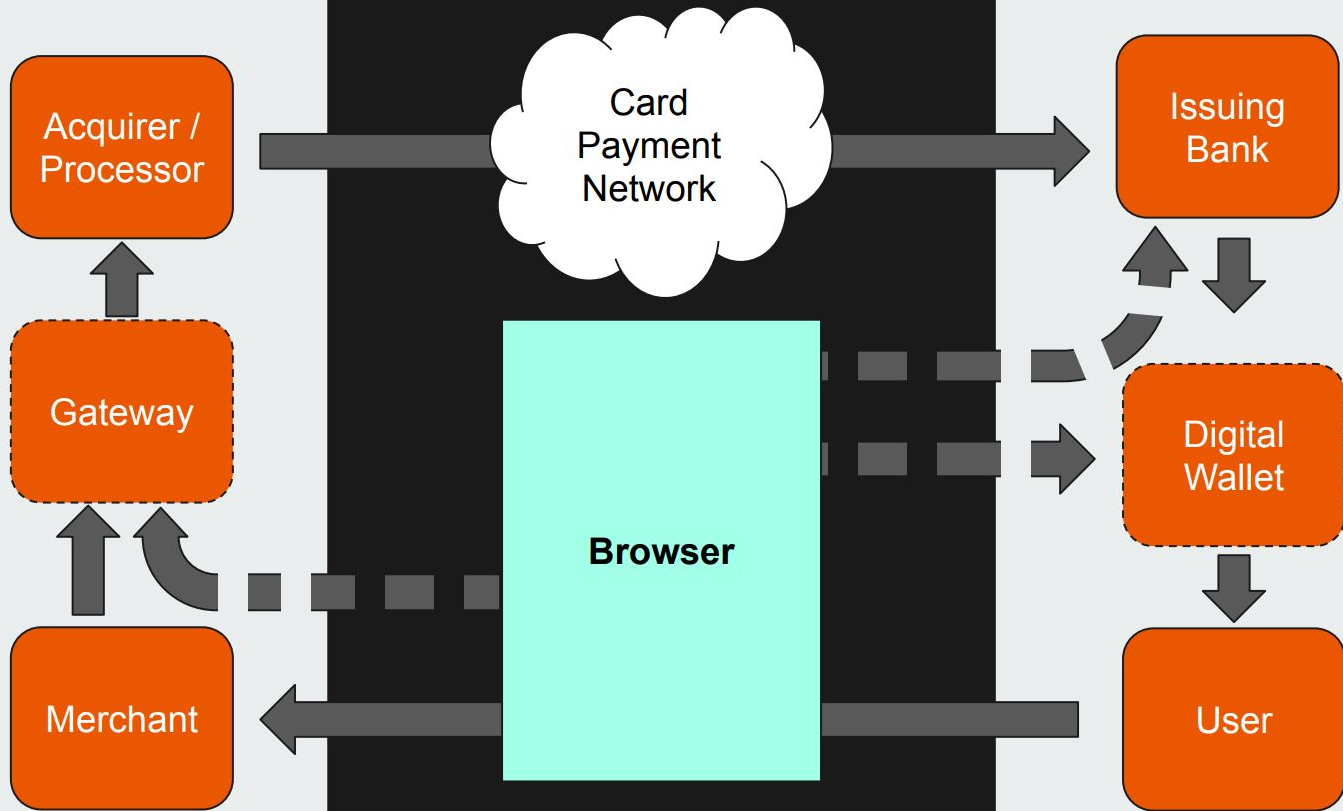 Acquirer /
Processor
Card
Payment
Network
Issuing
Bank
Gateway
Digital
Wallet
Browser
Merchant
User